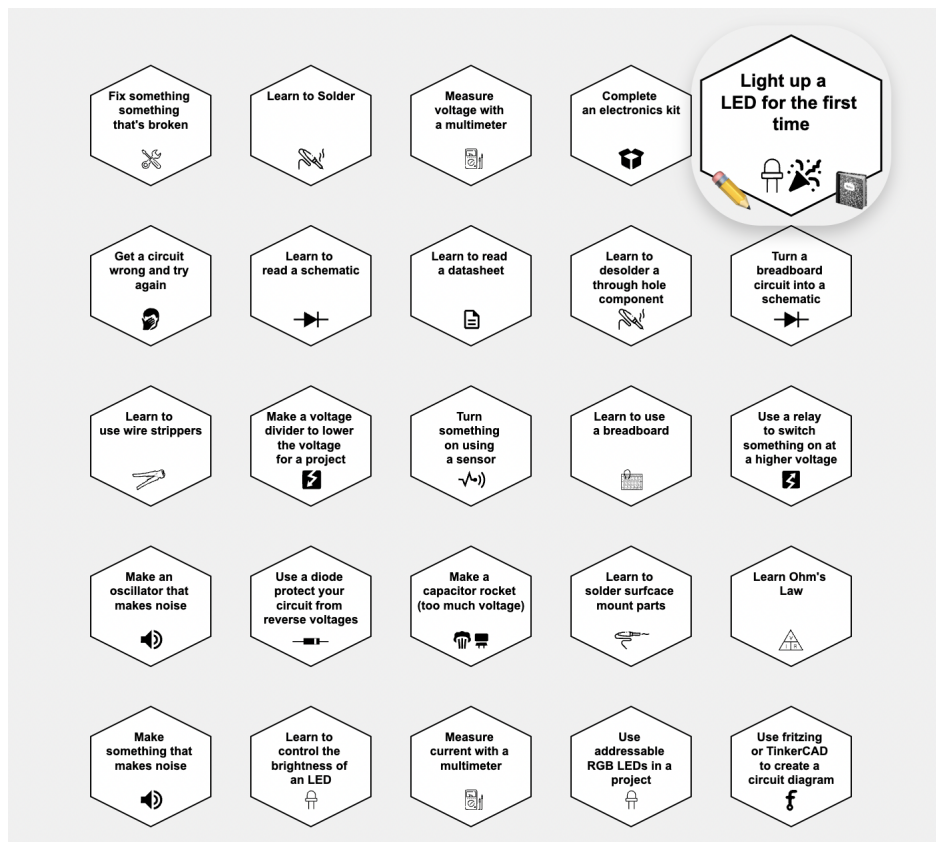 Fix something
something
that's broken
Learn to Solder
Measure
voltage with
a multimeter
Complete
an electronics kit
Light up a
LED for the first
time
Get a circuit
wrong and try
again
Learn to
read a schematic
Learn to read
a datasheet
Learn to
desolder a
through hole
component
Turn a
breadboard
circuit into a
schematic
Learn to
use wire strippers
Make a voltage
divider to lower
the voltage
for a project
Turn
something
on using
a sensor
Learn to use
a breadboard
Use a relay
to switch
something on at
a higher voltage
Make an
oscillator that
makes noise
Use a diode
protect your
circuit from
reverse voltages
Make a
capacitor rocket
(too much voltage)
Learn to
solder surfcace
mount parts
Learn Ohm's
Law
V
I R
Make
something that
makes noise
Learn to
control the
brightness of
an LED
Measure
current with a
multimeter
Use
addressable
RGB LEDs in a
project
Use fritzing
or TinkerCAD
to create a
circuit diagram